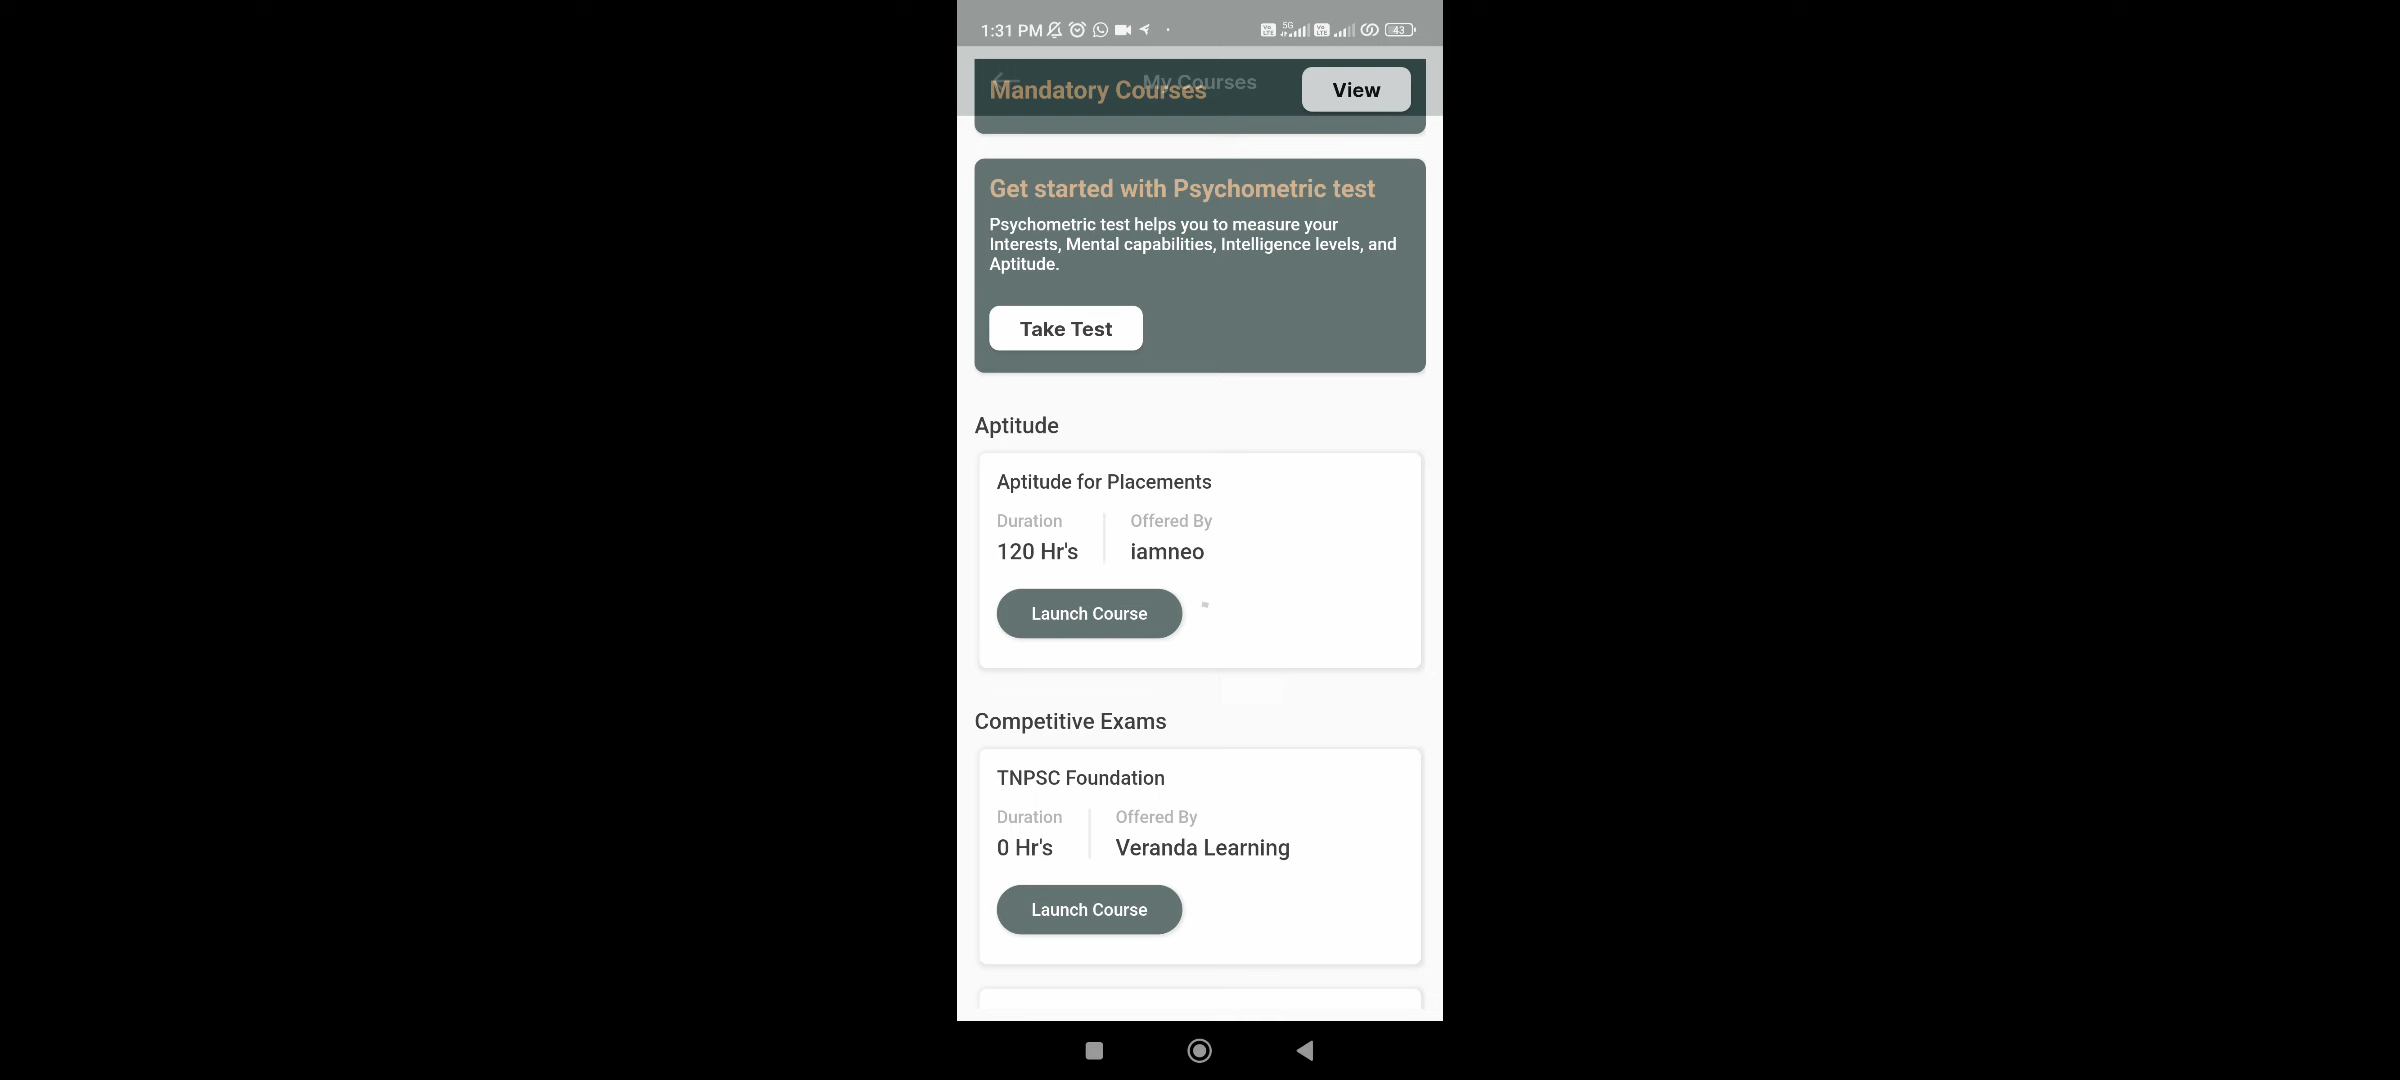 1:31 PM
5G
43
My Courses
Mandatory Courses
View
Get started with Psychometric test
Psychometric test helps you to measure your
Interests, Mental capabilities, Intelligence levels, and
Aptitude.
Take Test
Aptitude
Aptitude for Placements
Duration
Offered By
120 Hr's
iamneo
Launch Course
Competitive Exams
TNPSC Foundation
Duration
Offered By
0 Hr's
Veranda Learning
Launch Course